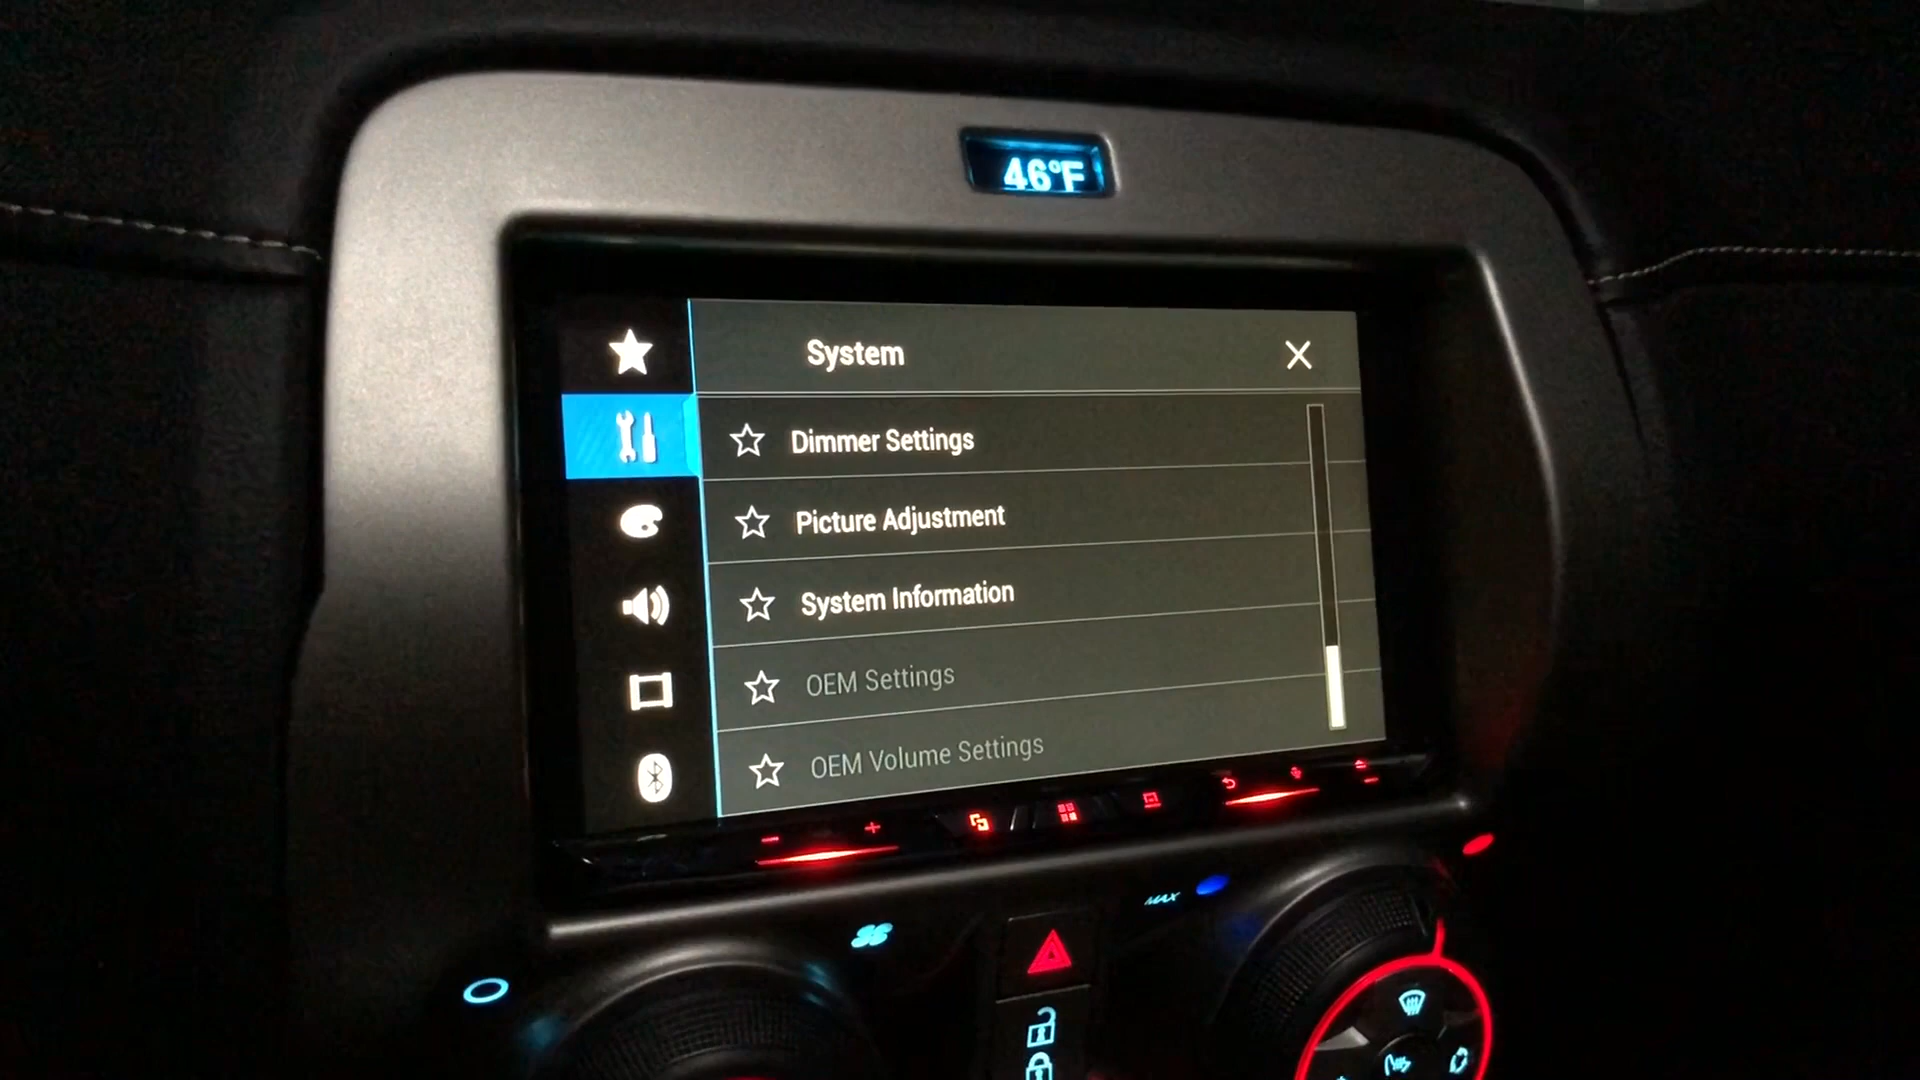 46°F
System
Dimmer Settings
Picture Adjustment
System Information
OEM Settings
OEM Volume Settings
MAX